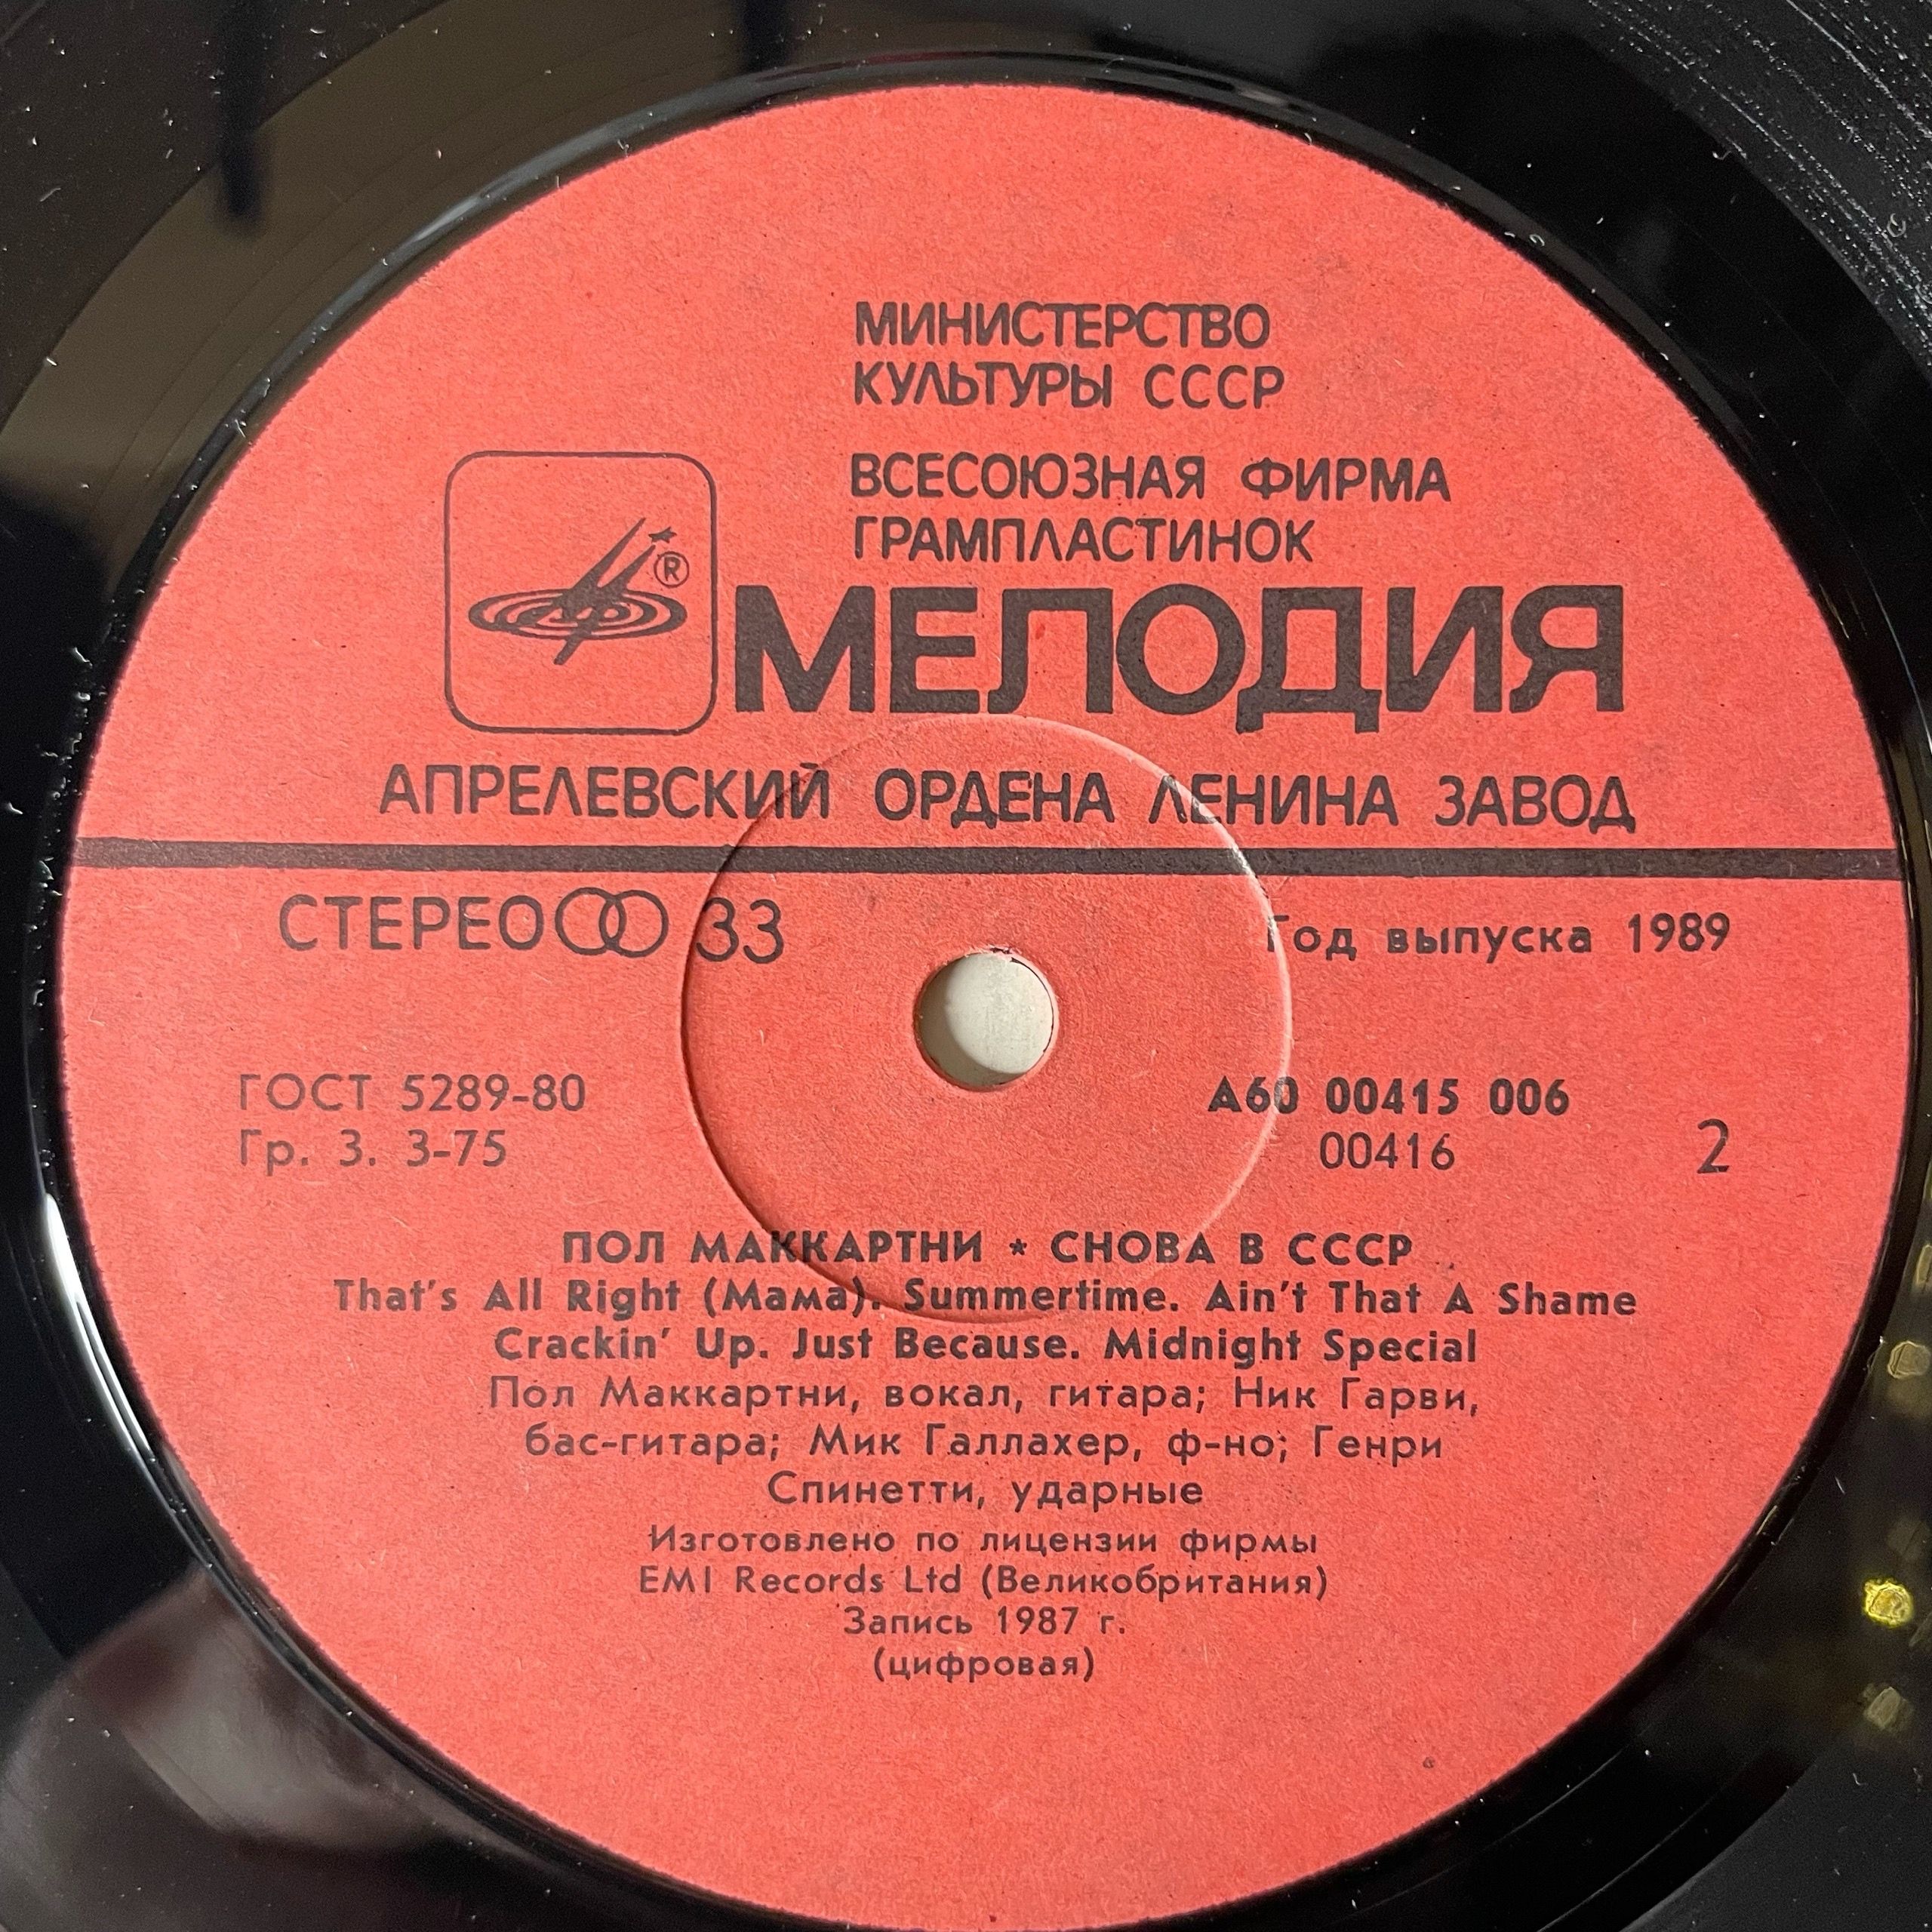 МИНИСТЕРСТВО
КУЛЬТУРЫ СССР
ВСЕСОЮЗНАЯ ФИРМА
ГРАМПЛАСТИНОК
®
МЕЛОДИЯ
АПРЕЛЕВСКИЙ ОРДЕНА ЛЕНИНА ЗАВОД
СТЕРЕО 33
Год выпуска 1989
ГОСТ 5289-80
Гр. 3. 3-75
А60 00415 006
00416
2
ПОЛ МАККАРТНИ * СНОВА В СССР
That's All Right (Мама). Summertime. Ain't That A Shame
Crackin' Up. Just Because. Midnight Special
Пол Маккартни, вокал, гитара; Ник Гарви,
бас-гитара; Мик Галлахер, ф-но; Генри
Спинетти, ударные
Изготовлено по лицензии фирмы
EMI Records Ltd (Великобритания)
Запись 1987 г.
(цифровая)